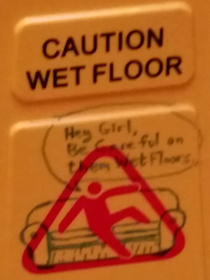 CAUTION
WET FLOOR
Hey Girl,
Be Careful on
them Wet Floors.